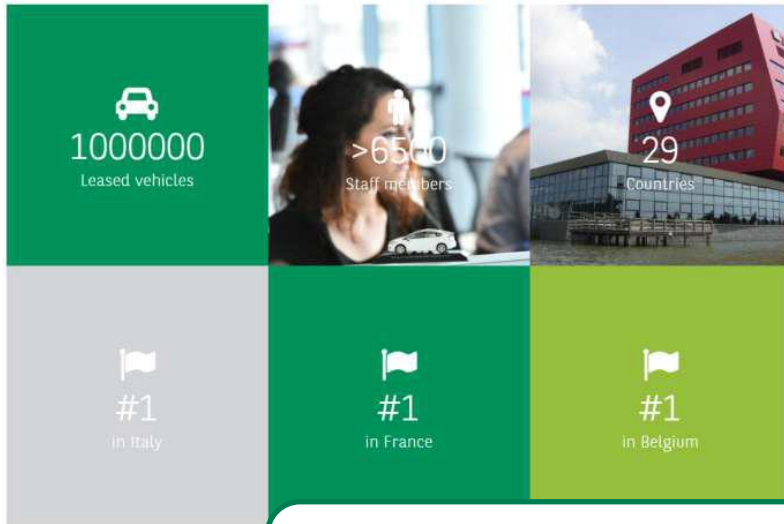 1000000
Leased vehicles
>6500
Staff members
29
Countries
#1
in Italy
#1
in France
#1
in Belgium